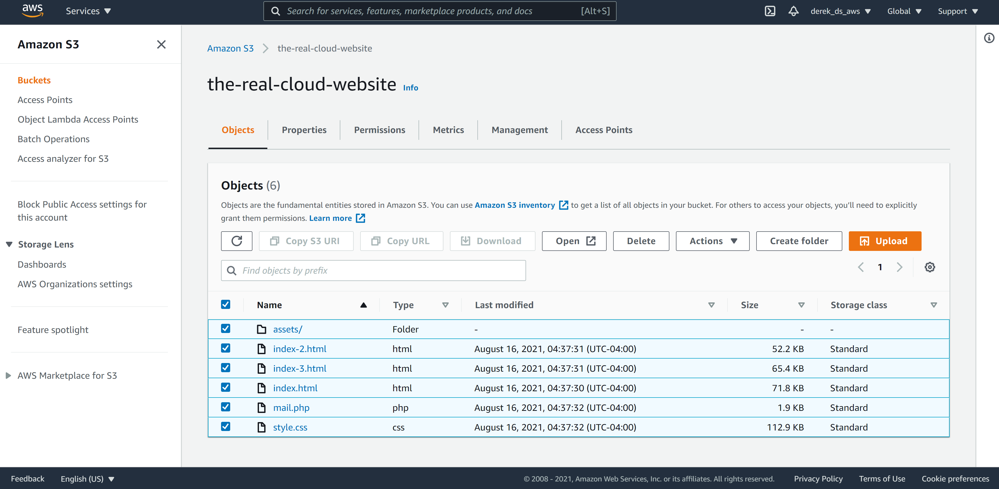 aws Services Search for services, features, marketplace products, and docs [Alt+S] derek_ds_aws Global Support
Amazon S3
Buckets
Access Points
Object Lambda Access Points
Batch Operations
Access analyzer for S3
Block Public Access settings for
this account
Storage Lens
Dashboards
AWS Organizations settings
Feature spotlight
AWS Marketplace for S3
Amazon S3 the-real-cloud-website
the-real-cloud-website Info
Objects Properties Permissions Metrics Management Access Points
Objects (6)
Objects are the fundamental entities stored in Amazon S3. You can use Amazon S3 inventory to get a list of all objects in your bucket. For others to access your objects, you’ll need to explicitly
grant them permissions. Learn more
Copy S3 URI Copy URL Download Open Delete Actions Create folder Upload
Find objects by prefix 1
Name Type Last modified Size Storage class
assets/ Folder - - -
index-2.html html August 16, 2021, 04:37:31 (UTC-04:00) 52.2 KB Standard
index-3.html html August 16, 2021, 04:37:31 (UTC-04:00) 65.4 KB Standard
index.html html August 16, 2021, 04:37:30 (UTC-04:00) 71.8 KB Standard
mail.php php August 16, 2021, 04:37:32 (UTC-04:00) 1.9 KB Standard
style.css css August 16, 2021, 04:37:32 (UTC-04:00) 112.9 KB Standard
Feedback English (US) © 2008 - 2021, Amazon Web Services, Inc. or its affiliates. All rights reserved. Privacy Policy Terms of Use Cookie preferences